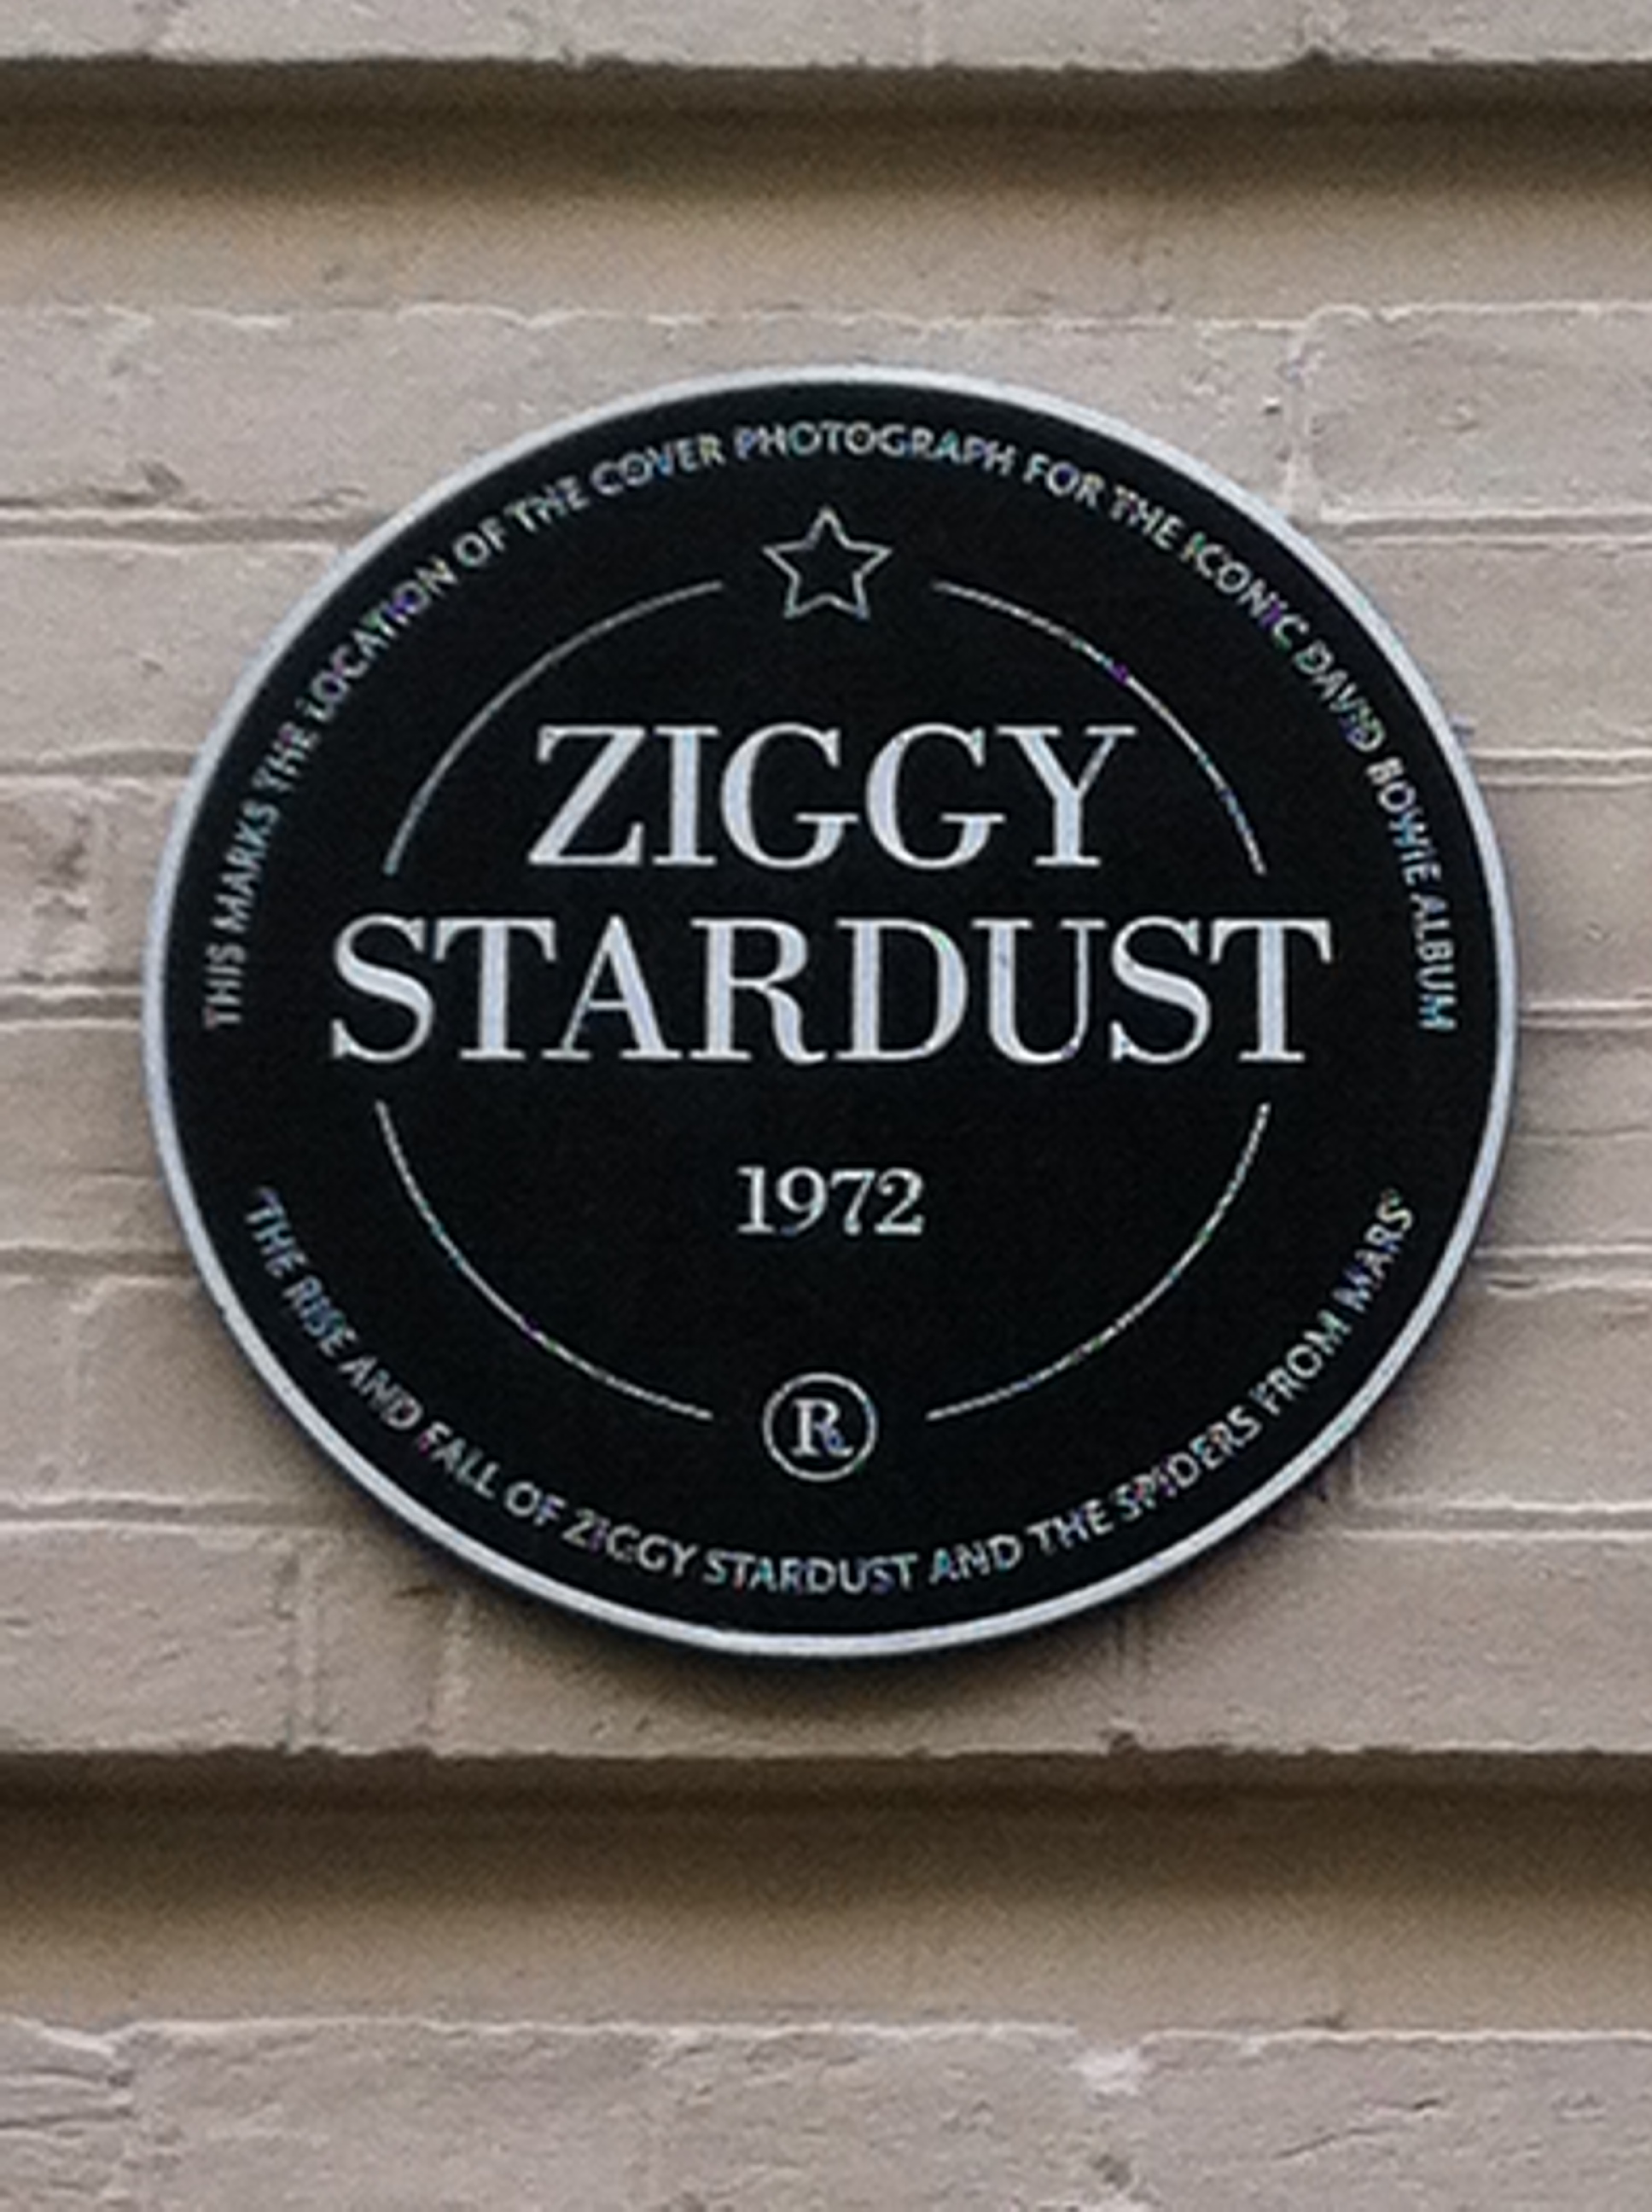 THIS MARKS THE LOCATION OF THE COVER PHOTOGRAPH FOR THE ICONIC DAVID BOWIE ALBUM
ZIGGY
STARDUST
1972
R
THE RISE AND FALL OF ZIGGY STARDUST AND THE SPIDERS FROM MARS'